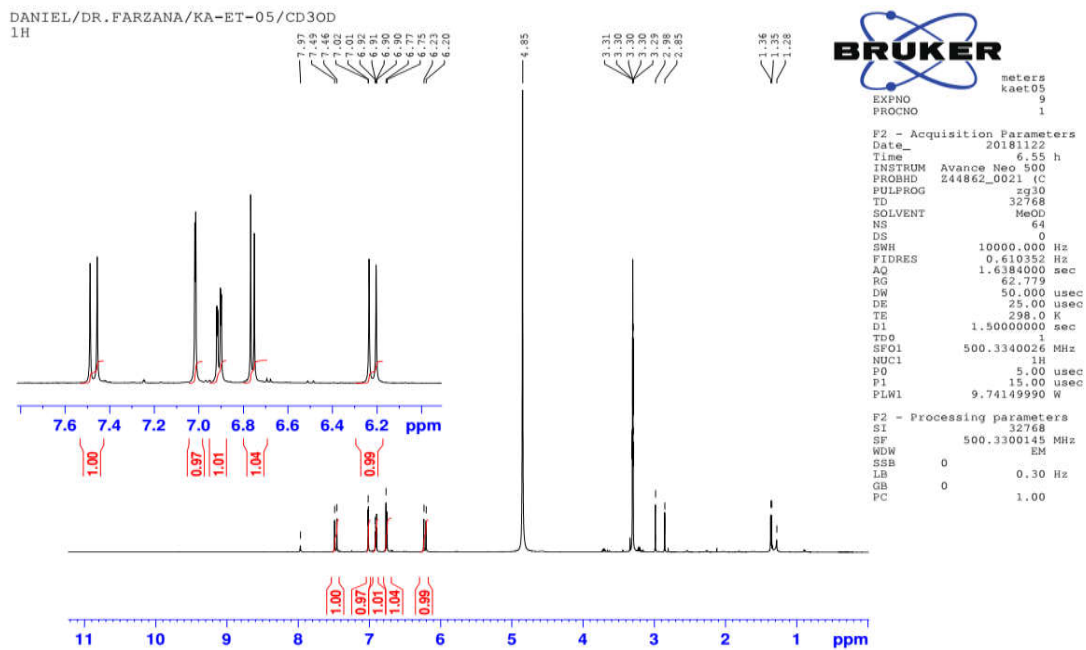 DANIEL/DR.FARZANA/KA-ET-05/CD3OD
1H
7.97
7.49
7.46
7.02
7.01
6.92
6.91
6.90
6.90
6.77
6.75
6.23
6.20
4.85
3.31
3.30
3.30
3.30
3.29
2.98
2.85
1.36
1.35
1.28
BRUKER
meters
kaet05
EXPNO 9
PROCNO 1
F2 - Acquisition Parameters
Date_ 20181122
Time 6.55 h
INSTRUM Avance Neo 500
PROBHD Z44862_0021 (C
PULPROG zg30
TD 32768
SOLVENT MeOD
NS 64
DS 0
SWH 10000.000 Hz
FIDRES 0.610352 Hz
AQ 1.6384000 sec
RG 62.779
DW 50.000 usec
DE 25.00 usec
TE 298.0 K
D1 1.50000000 sec
TD0 1
SFO1 500.3340026 MHz
NUC1 1H
P0 5.00 usec
P1 15.00 usec
PLW1 9.74149990 W
F2 - Processing parameters
SI 32768
SF 500.3300145 MHz
WDW EM
SSB 0
LB 0.30 Hz
GB 0
PC 1.00
7.6 7.4 7.2 7.0 6.8 6.6 6.4 6.2 ppm
1.00 0.97 1.01 1.04 0.99
1.00 0.97 1.01 1.04 0.99
11 10 9 8 7 6 5 4 3 2 1 ppm